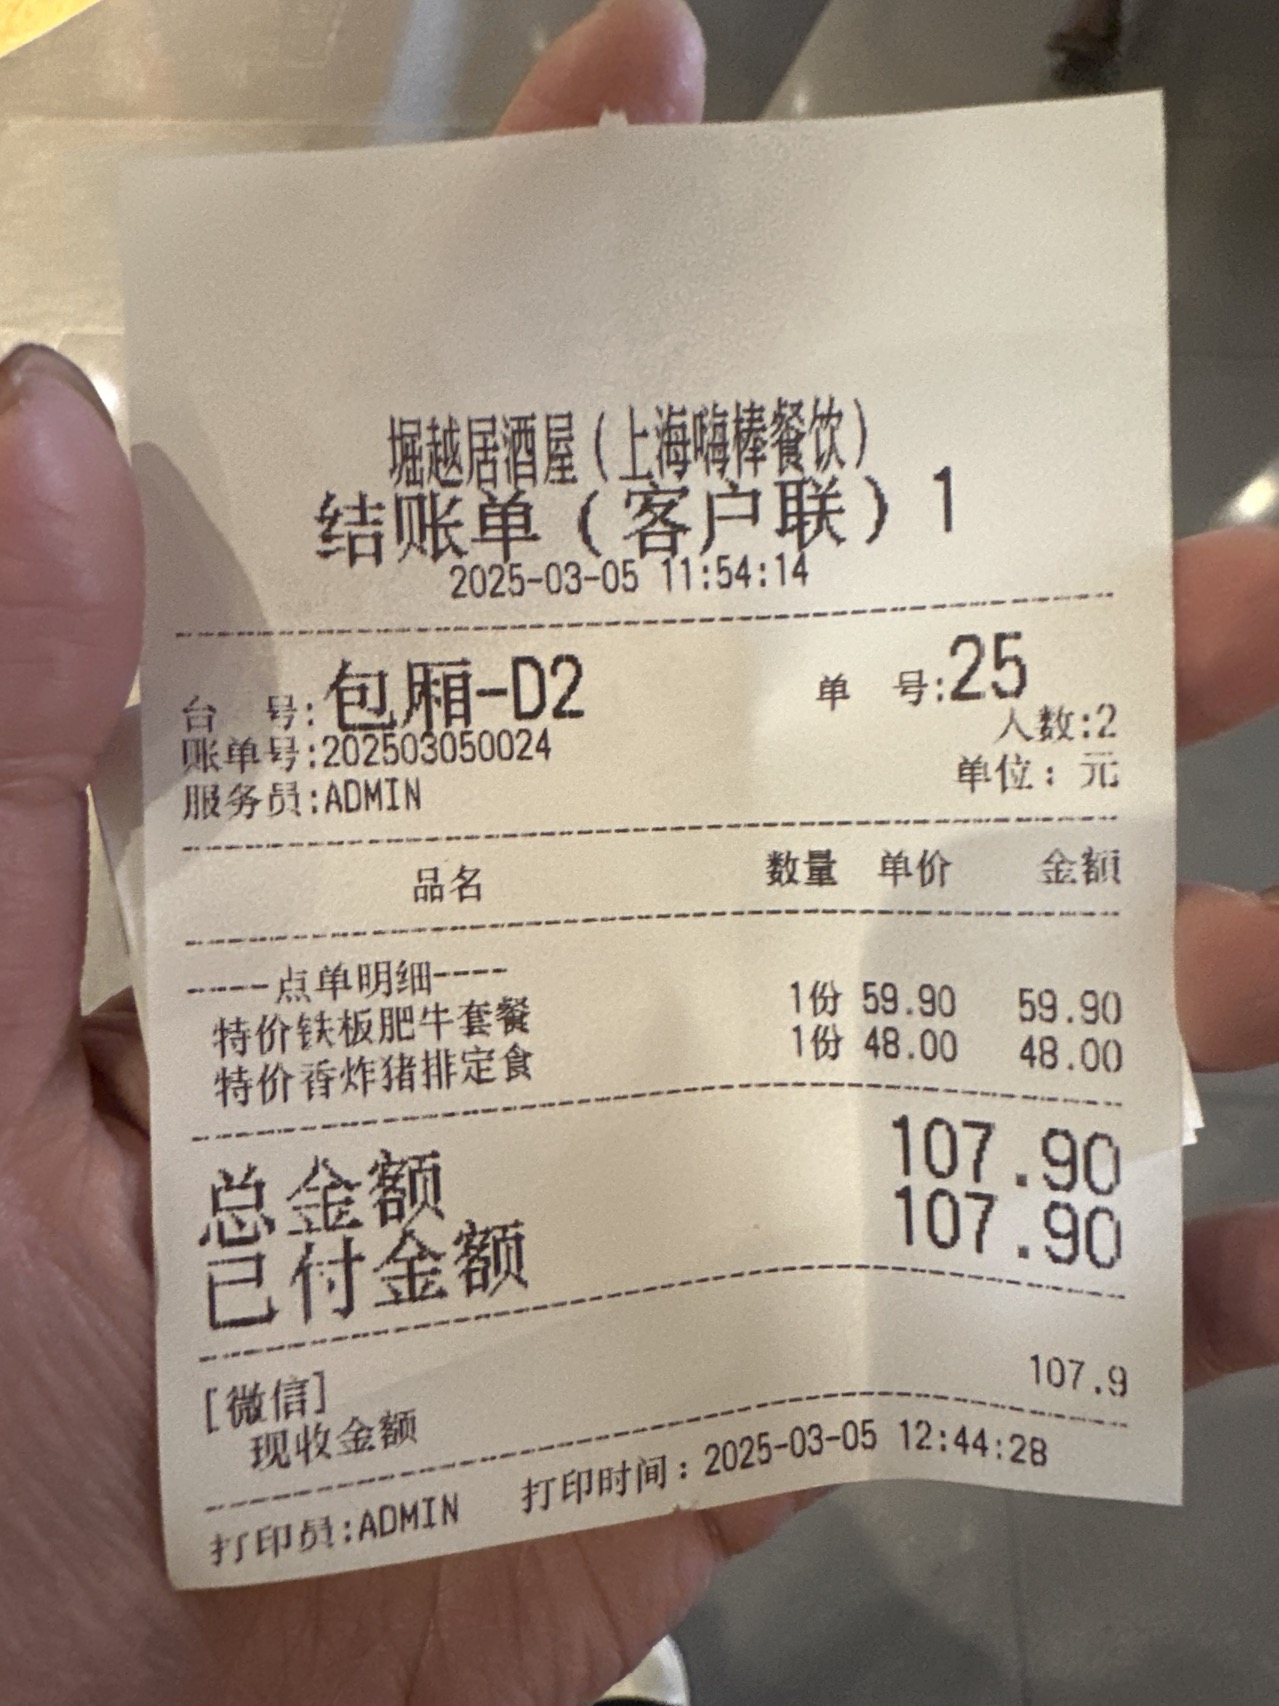 堀越居酒屋(上海嗨棒餐饮)
结账单(客户联)1
2025-03-05 11:54:14
台 号:包厢-D2 单 号:25
人数:2
账单号:202503050024
单位:元
服务员:ADMIN
品名 数量 单价 金额
-----点单明细----
特价铁板肥牛套餐 1份 59.90 59.90
特价香炸猪排定食 1份 48.00 48.00
总金额 107.90
已付金额 107.90
[微信]
现收金额 107.9
打印员:ADMIN 打印时间:2025-03-05 12:44:28